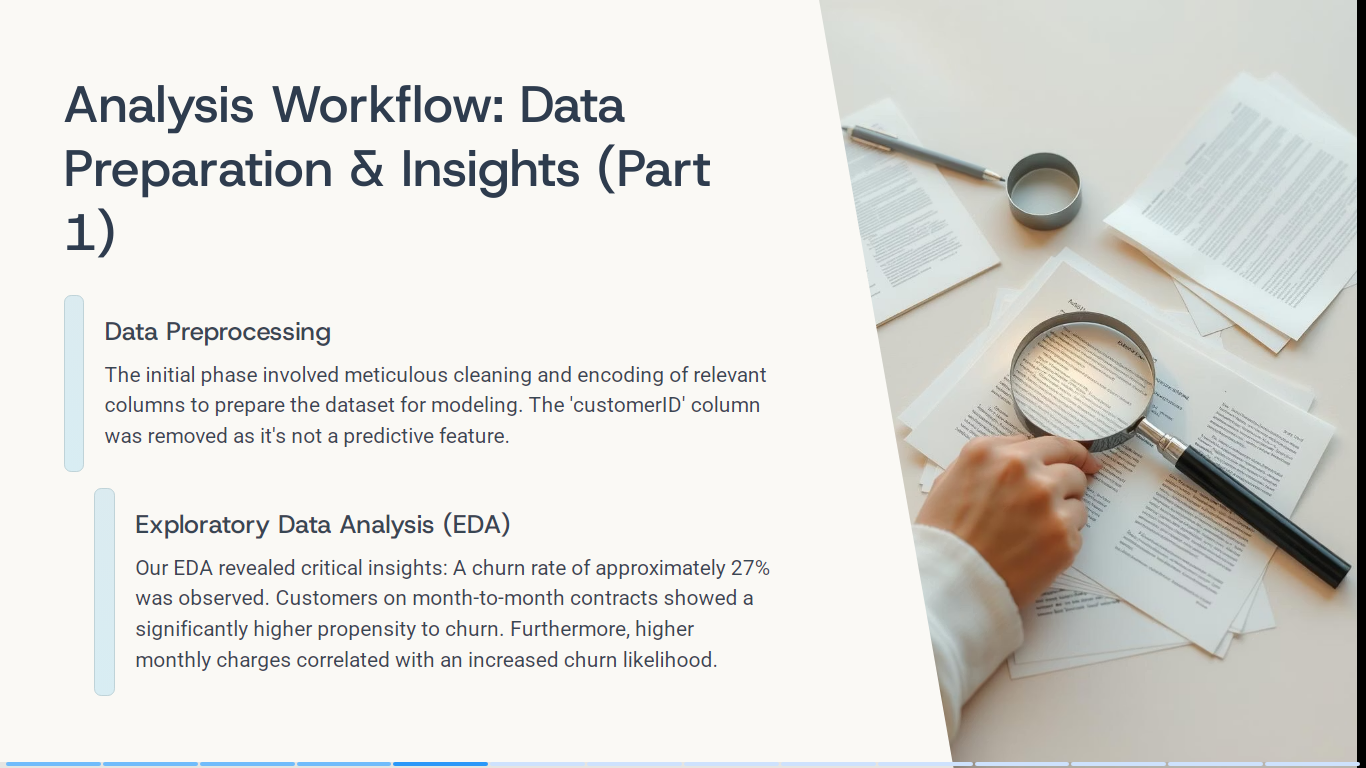 Analysis Workflow: Data
Preparation & Insights (Part
1)
Data Preprocessing
The initial phase involved meticulous cleaning and encoding of relevant
columns to prepare the dataset for modeling. The 'customerID' column
was removed as it's not a predictive feature.
Exploratory Data Analysis (EDA)
Our EDA revealed critical insights: A churn rate of approximately 27%
was observed. Customers on month-to-month contracts showed a
significantly higher propensity to churn. Furthermore, higher
monthly charges correlated with an increased churn likelihood.